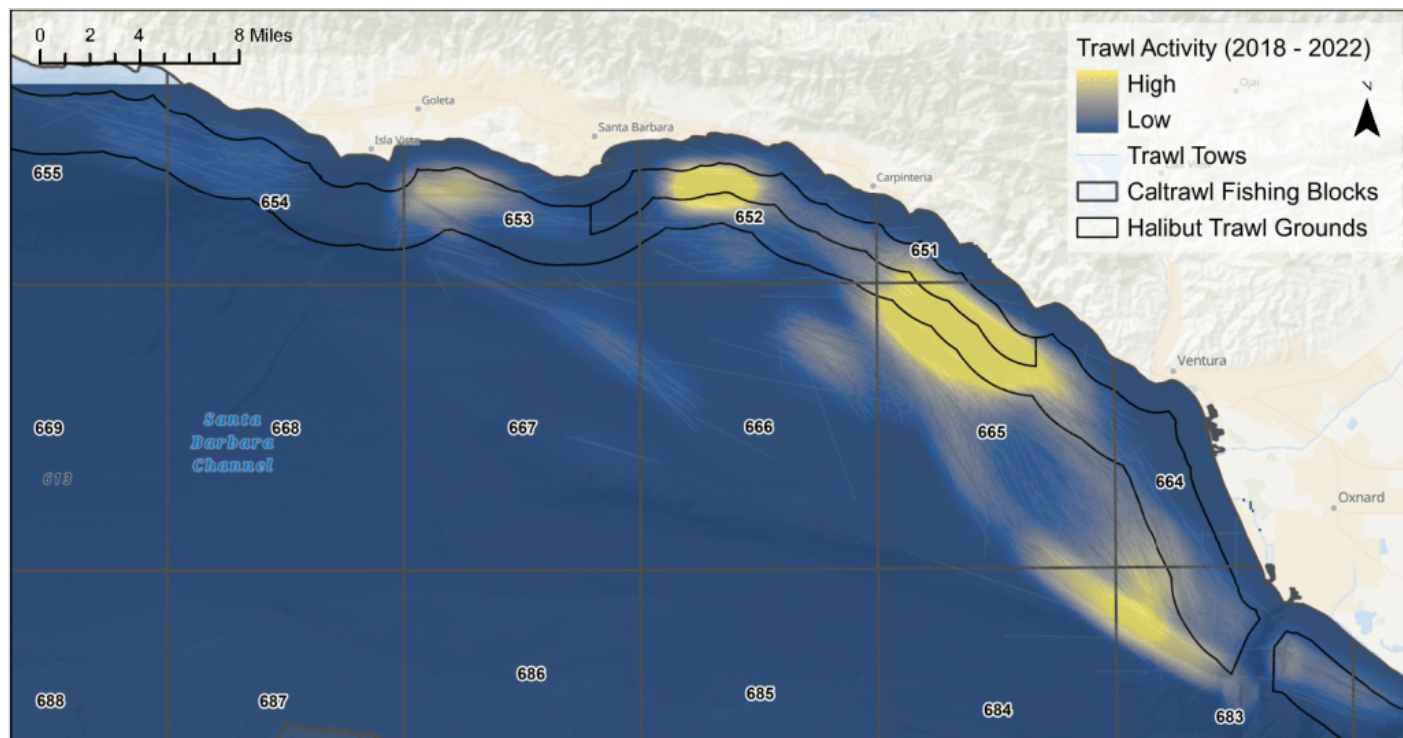 0 2 4 8 Miles
Trawl Activity (2018 - 2022)
High
Low
Trawl Tows
Caltrawl Fishing Blocks
Halibut Trawl Grounds
N
Ojai
Goleta
Isla Vista
Santa Barbara
Carpinteria
Ventura
Oxnard
655
654
653
652
651
669
Santa
Barbara
Channel
668
667
666
665
664
613
688
687
686
685
684
683